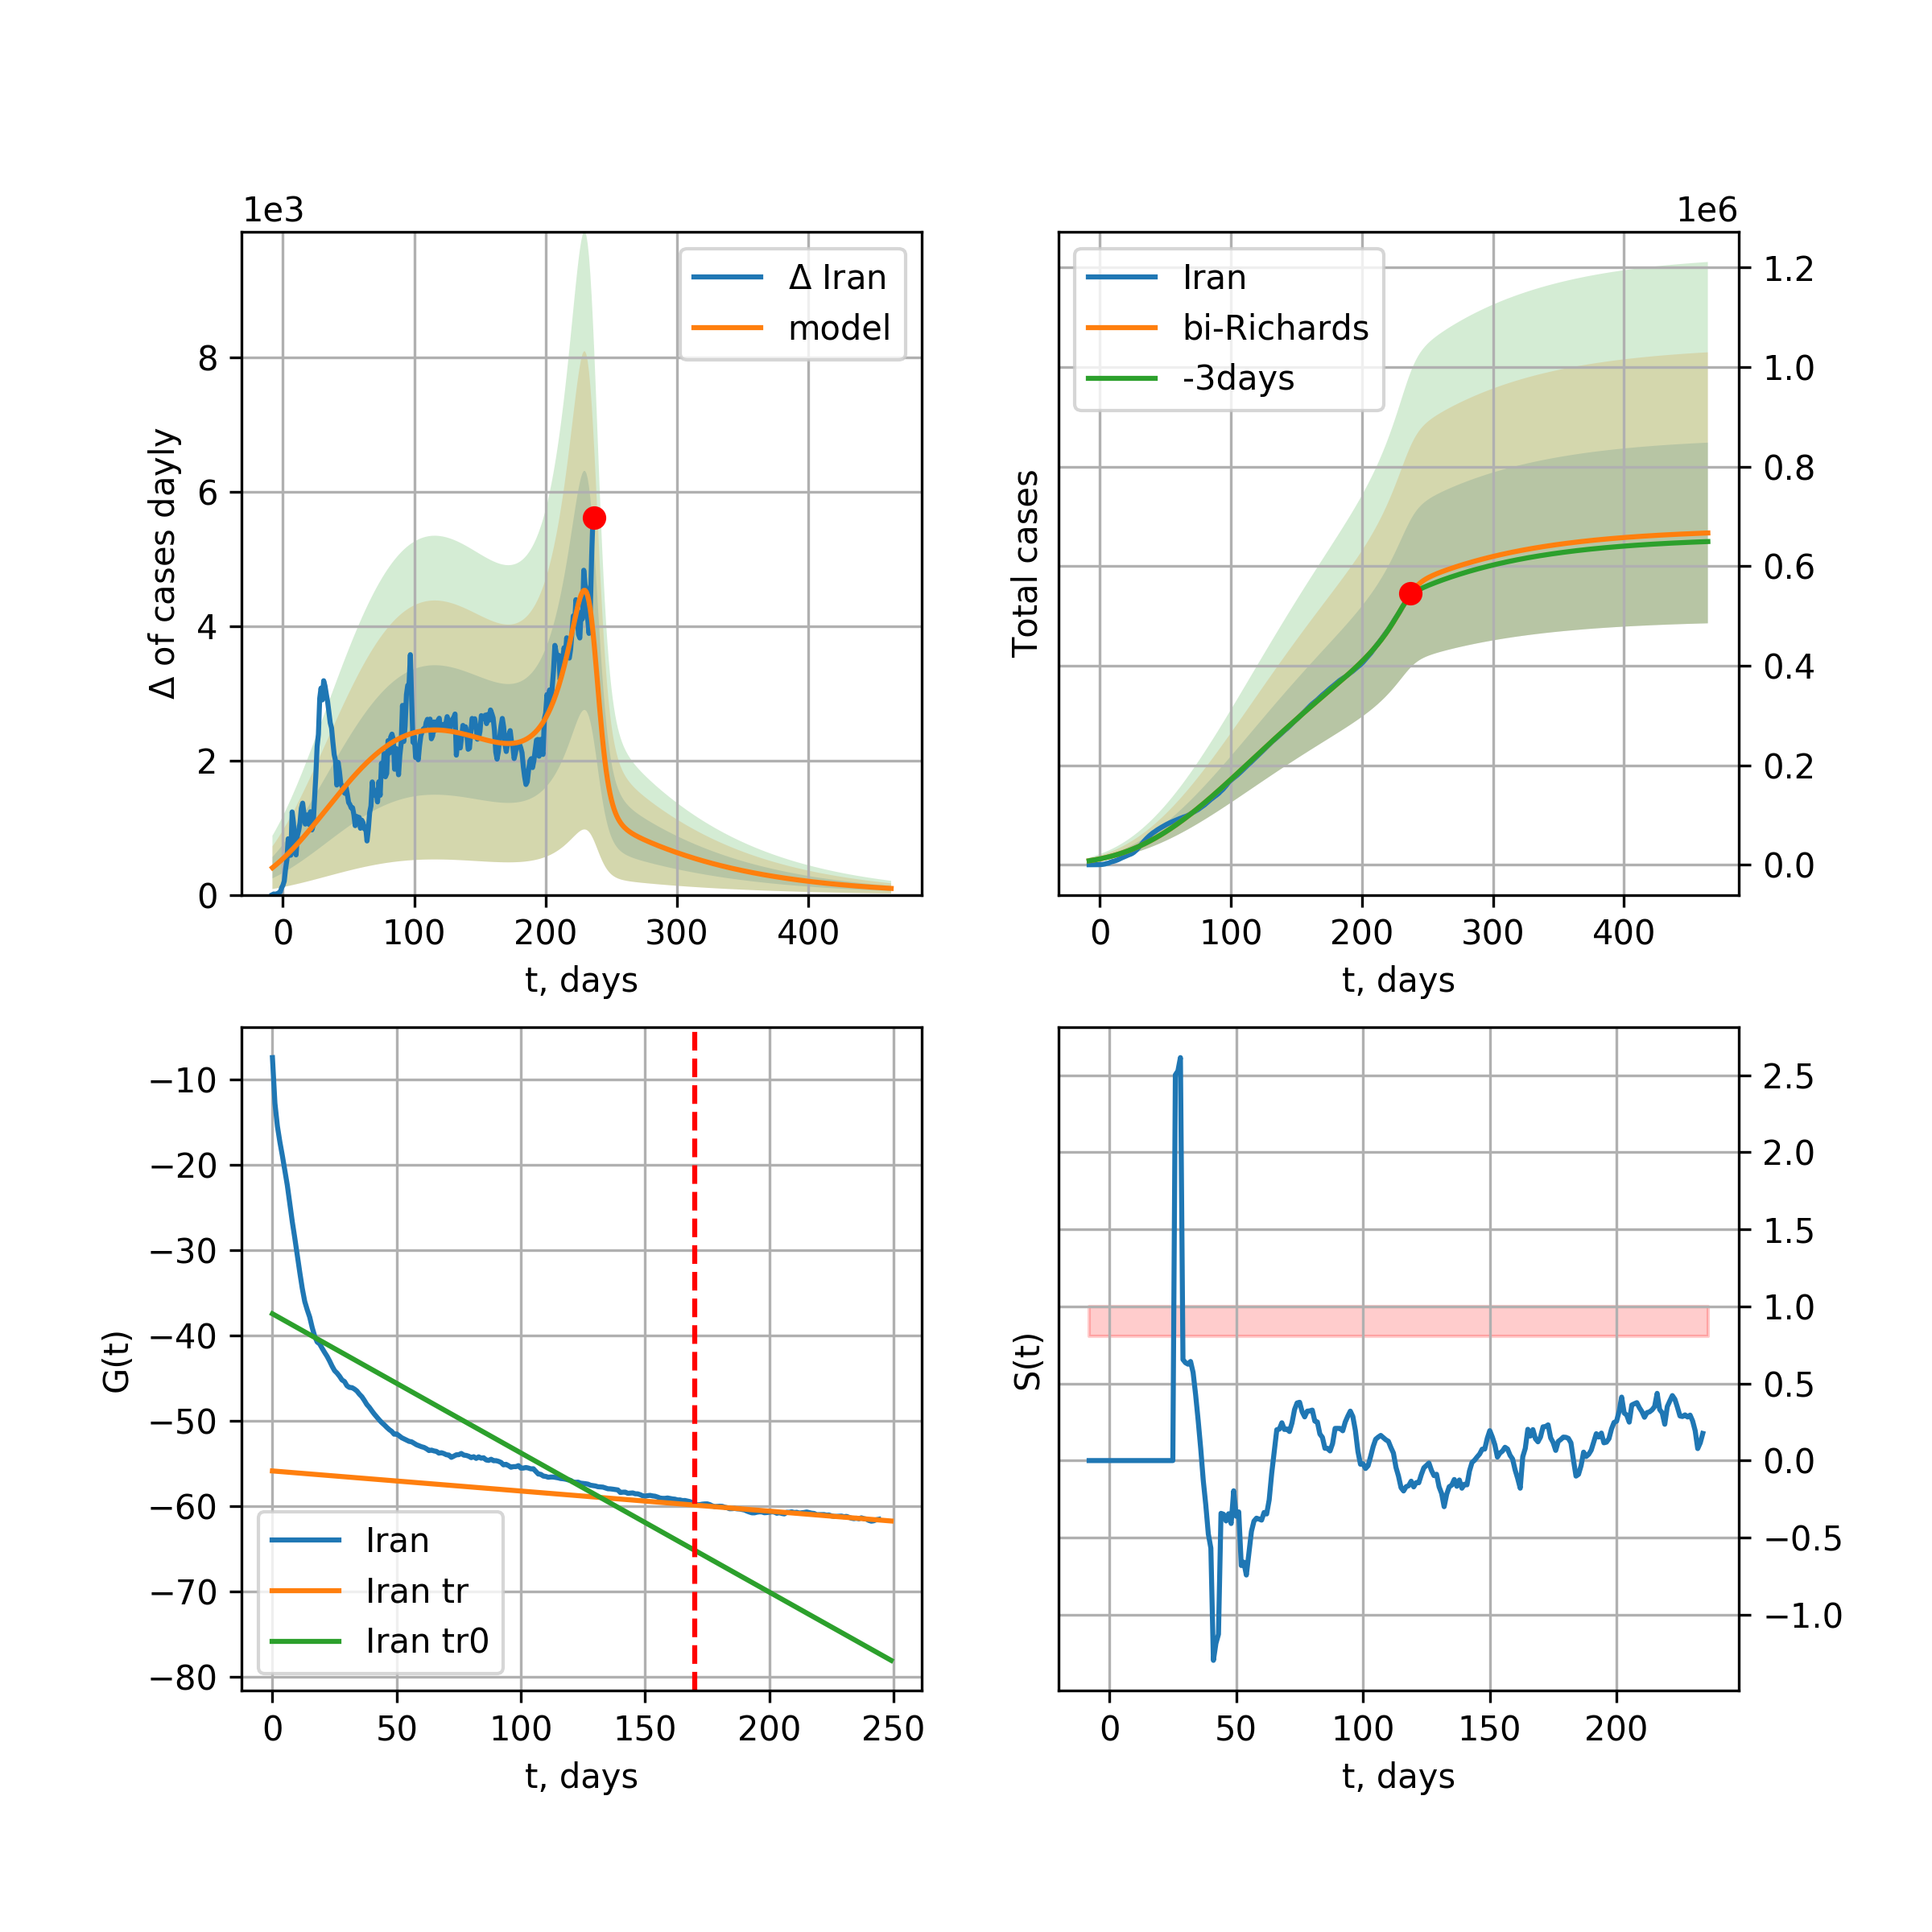 1e3
Δ of cases dayly
8
6
4
2
0
0 100 200 300 400
t, days
Δ Iran
model
1e6
Total cases
Iran
bi-Richards
-3days
1.2
1.0
0.8
0.6
0.4
0.2
0.0
0 100 200 300 400
t, days
G(t)
−10
−20
−30
−40
−50
−60
−70
−80
Iran
Iran tr
Iran tr0
0 50 100 150 200 250
t, days
S(t)
2.5
2.0
1.5
1.0
0.5
0.0
−0.5
−1.0
0 50 100 150 200
t, days